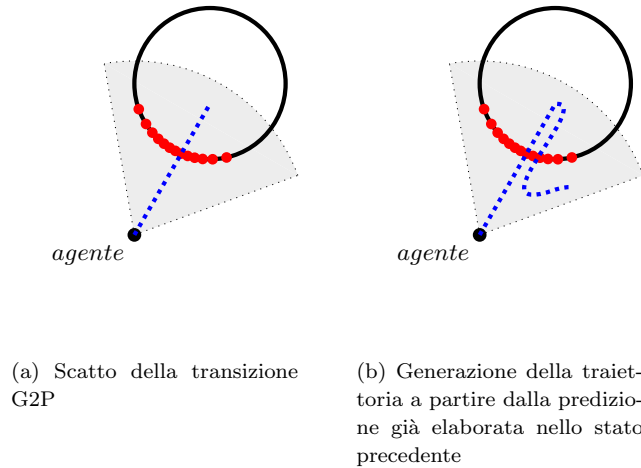 agente
agente
(a) Scatto della transizione
G2P
(b) Generazione della traiet-
toria a partire dalla predizio-
ne già elaborata nello stato
precedente